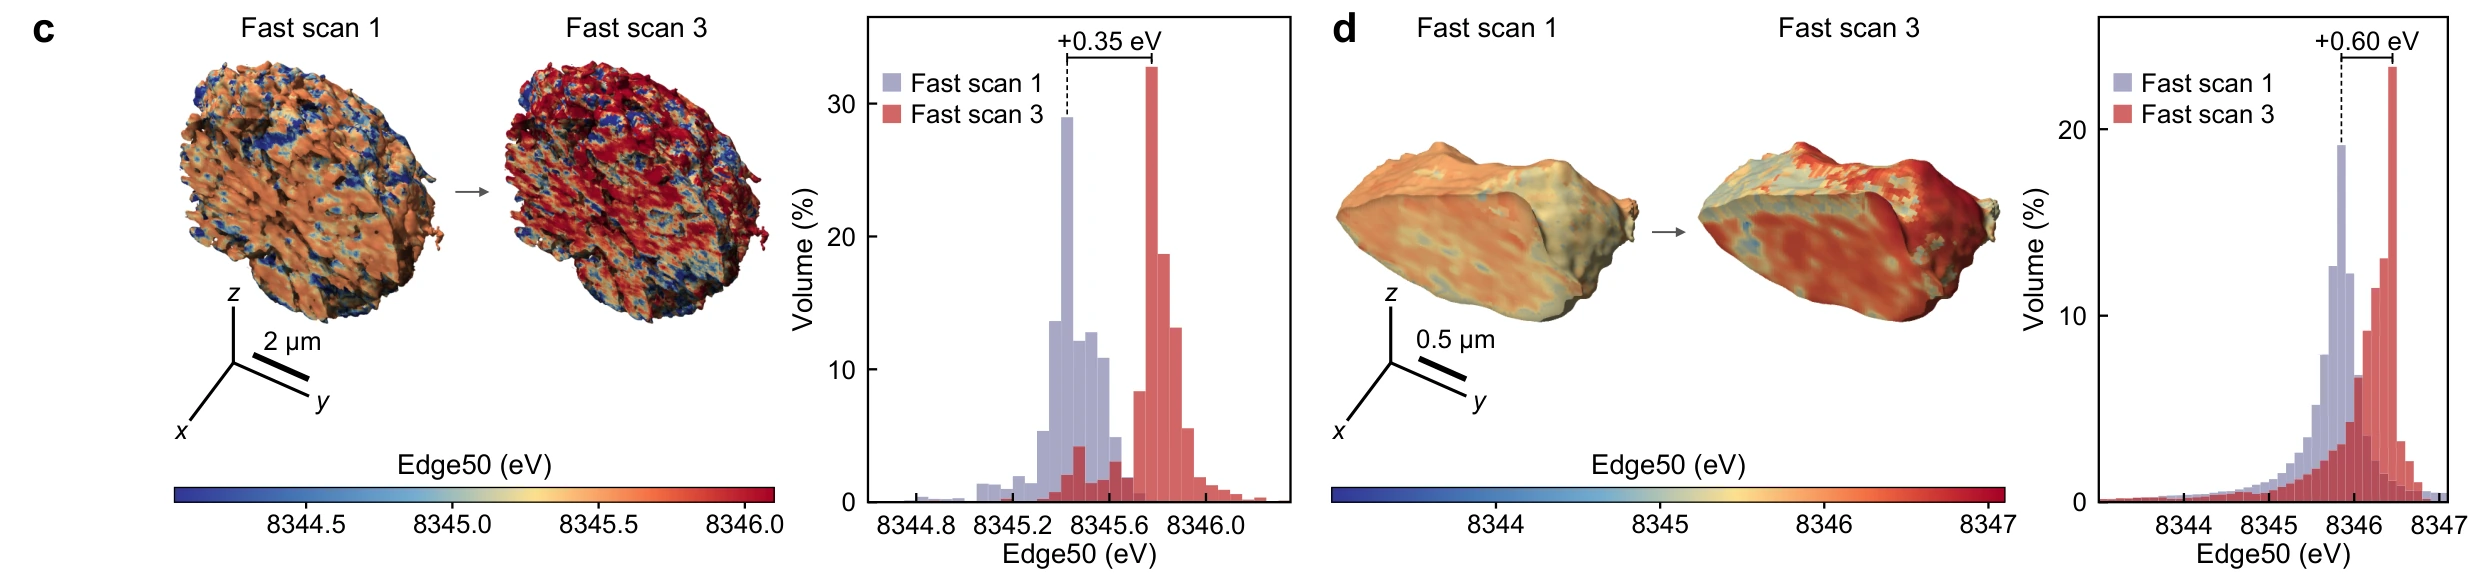 c
Fast scan 1
Fast scan 3
z
2 µm
y
x
Edge50 (eV)
8344.5 8345.0 8345.5 8346.0
+0.35 eV
Fast scan 1
Fast scan 3
Volume (%)
30
20
10
0
8344.8 8345.2 8345.6 8346.0
Edge50 (eV)
d
Fast scan 1
Fast scan 3
z
0.5 µm
y
x
Edge50 (eV)
8344 8345 8346 8347
+0.60 eV
Fast scan 1
Fast scan 3
Volume (%)
20
10
0
8344 8345 8346 8347
Edge50 (eV)